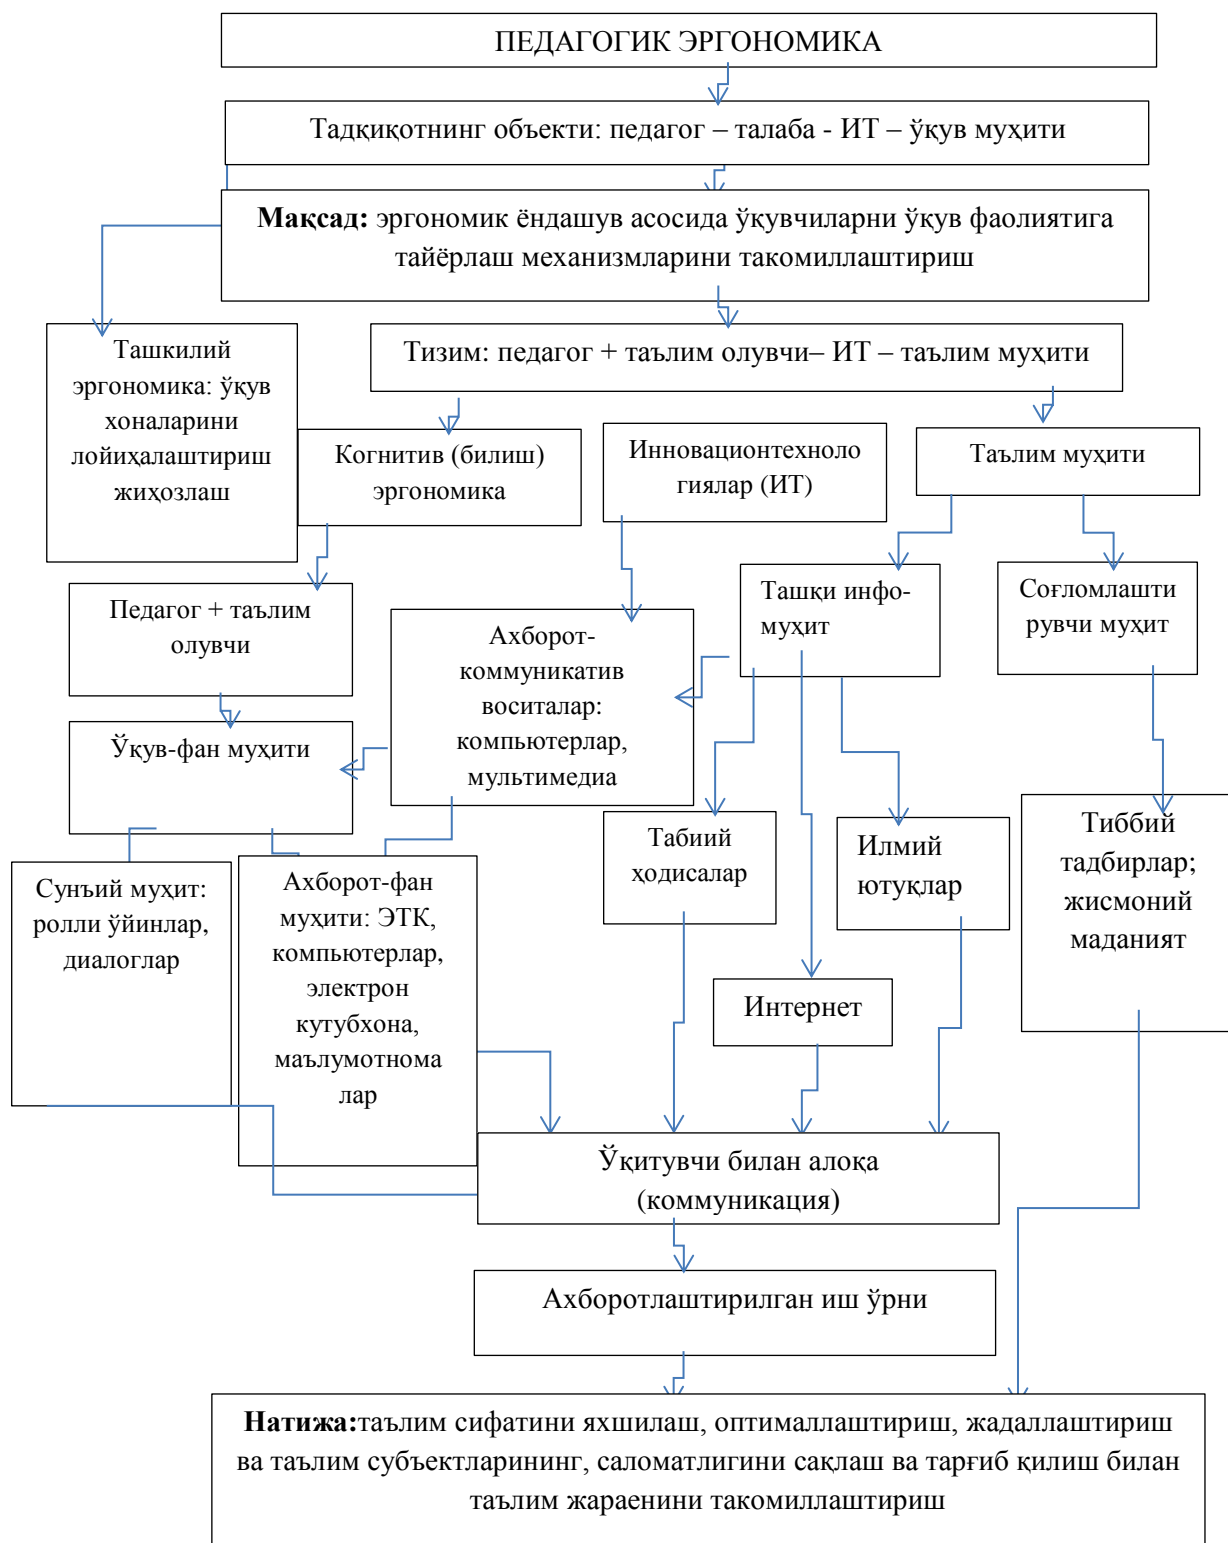 ПЕДАГОГИК ЭРГОНОМИКА
Тадқиқотнинг объекти: педагог – талаба - ИТ – ўқув муҳити
Мақсад: эргономик ёндашув асосида ўқувчиларни ўқув фаолиятига
тайёрлаш механизмларини такомиллаштириш
Ташкилий
эргономика: ўқув
хоналарини
лойиҳалаштириш
жиҳозлаш
Тизим: педагог + таълим олувчи– ИТ – таълим муҳити
Когнитив (билиш)
эргономика
Инновационтехноло
гиялар (ИТ)
Таълим муҳити
Педагог + таълим
олувчи
Ахборот-
коммуникатив
воситалар:
компьютерлар,
мультимедиа
Ташқи инфо-
муҳит
Соғломлашти
рувчи муҳит
Ўқув-фан муҳити
Сунъий муҳит:
ролли ўйинлар,
диалоглар
Ахборот-фан
муҳити: ЭТК,
компьютерлар,
электрон
кутубхона,
маълумотнома
лар
Табиий
ҳодисалар
Илмий
ютуқлар
Тиббий
тадбирлар;
жисмоний
маданият
Интернет
Ўқитувчи билан алоқа
(коммуникация)
Ахборотлаштирилган иш ўрни
Натижа:таълим сифатини яхшилаш, оптималлаштириш, жадаллаштириш
ва таълим субъектларининг, саломатлигини сақлаш ва тарғиб қилиш билан
таълим жараенини такомиллаштириш